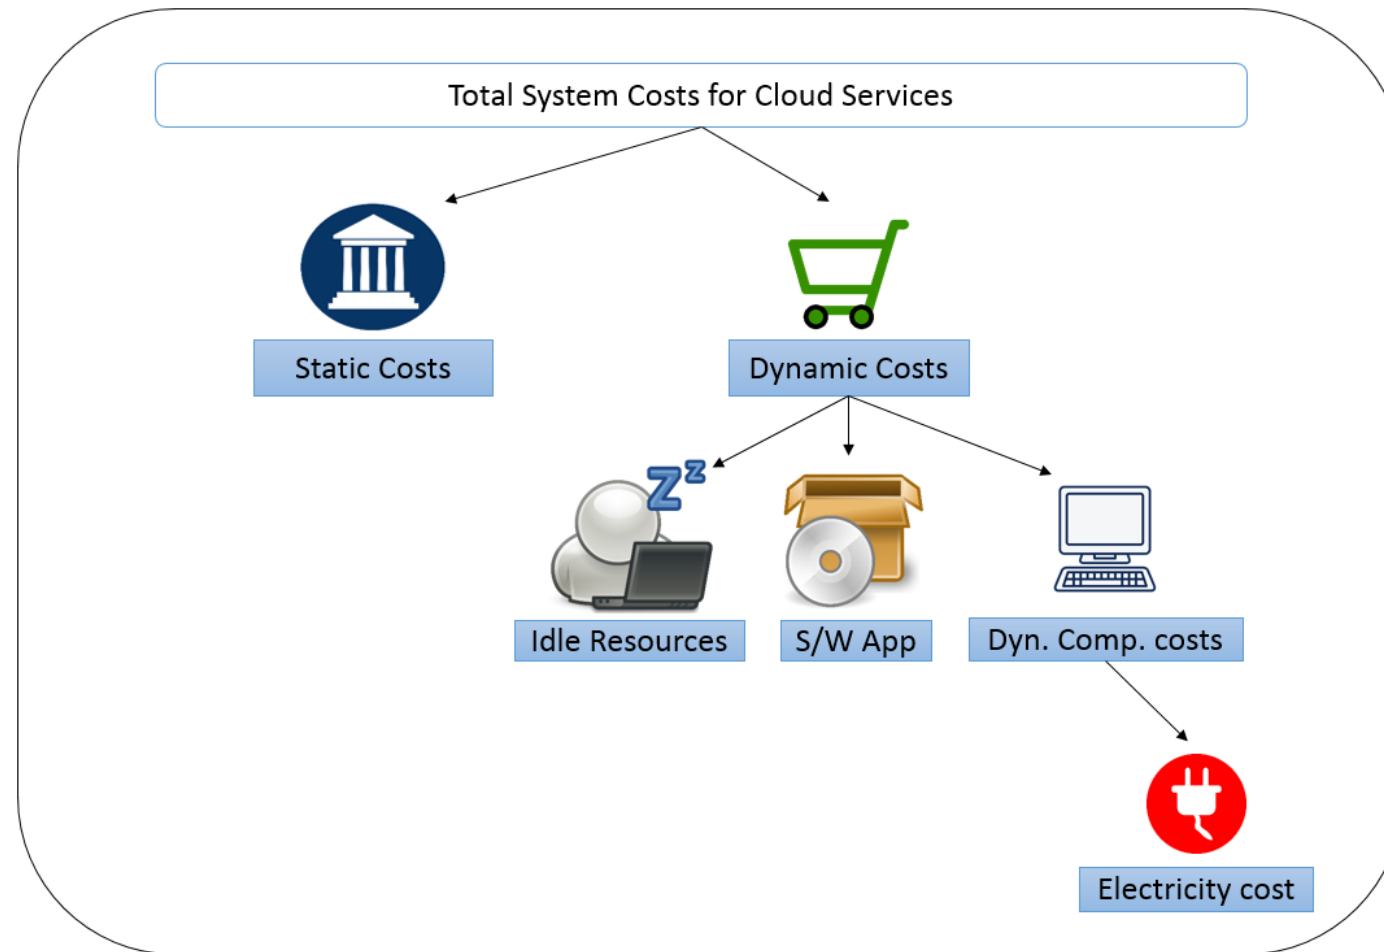 Total System Costs for Cloud Services
Static Costs
Dynamic Costs
Z z
Idle Resources
S/W App
Dyn. Comp. costs
Electricity cost